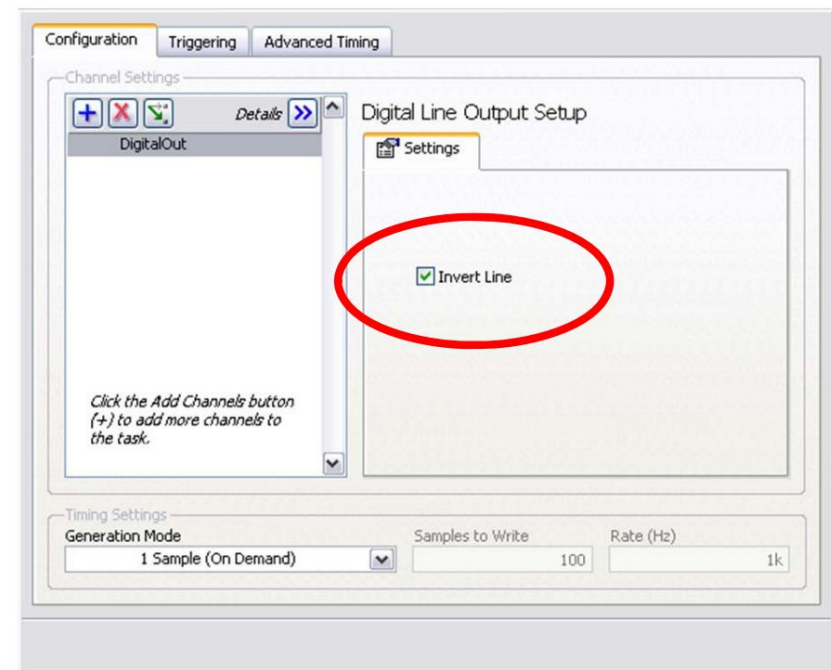 Configuration
Triggering
Advanced Timing
Channel Settings
Details
DigitalOut
Click the Add Channels button
(+) to add more channels to
the task.
Digital Line Output Setup
Settings
Invert Line
Timing Settings
Generation Mode
1 Sample (On Demand)
Samples to Write
100
Rate (Hz)
1k